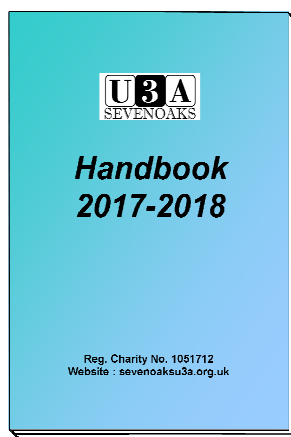 U3A
SEVENOAKS
Handbook
2017-2018
Reg. Charity No. 1051712
Website : sevenoaksu3a.org.uk